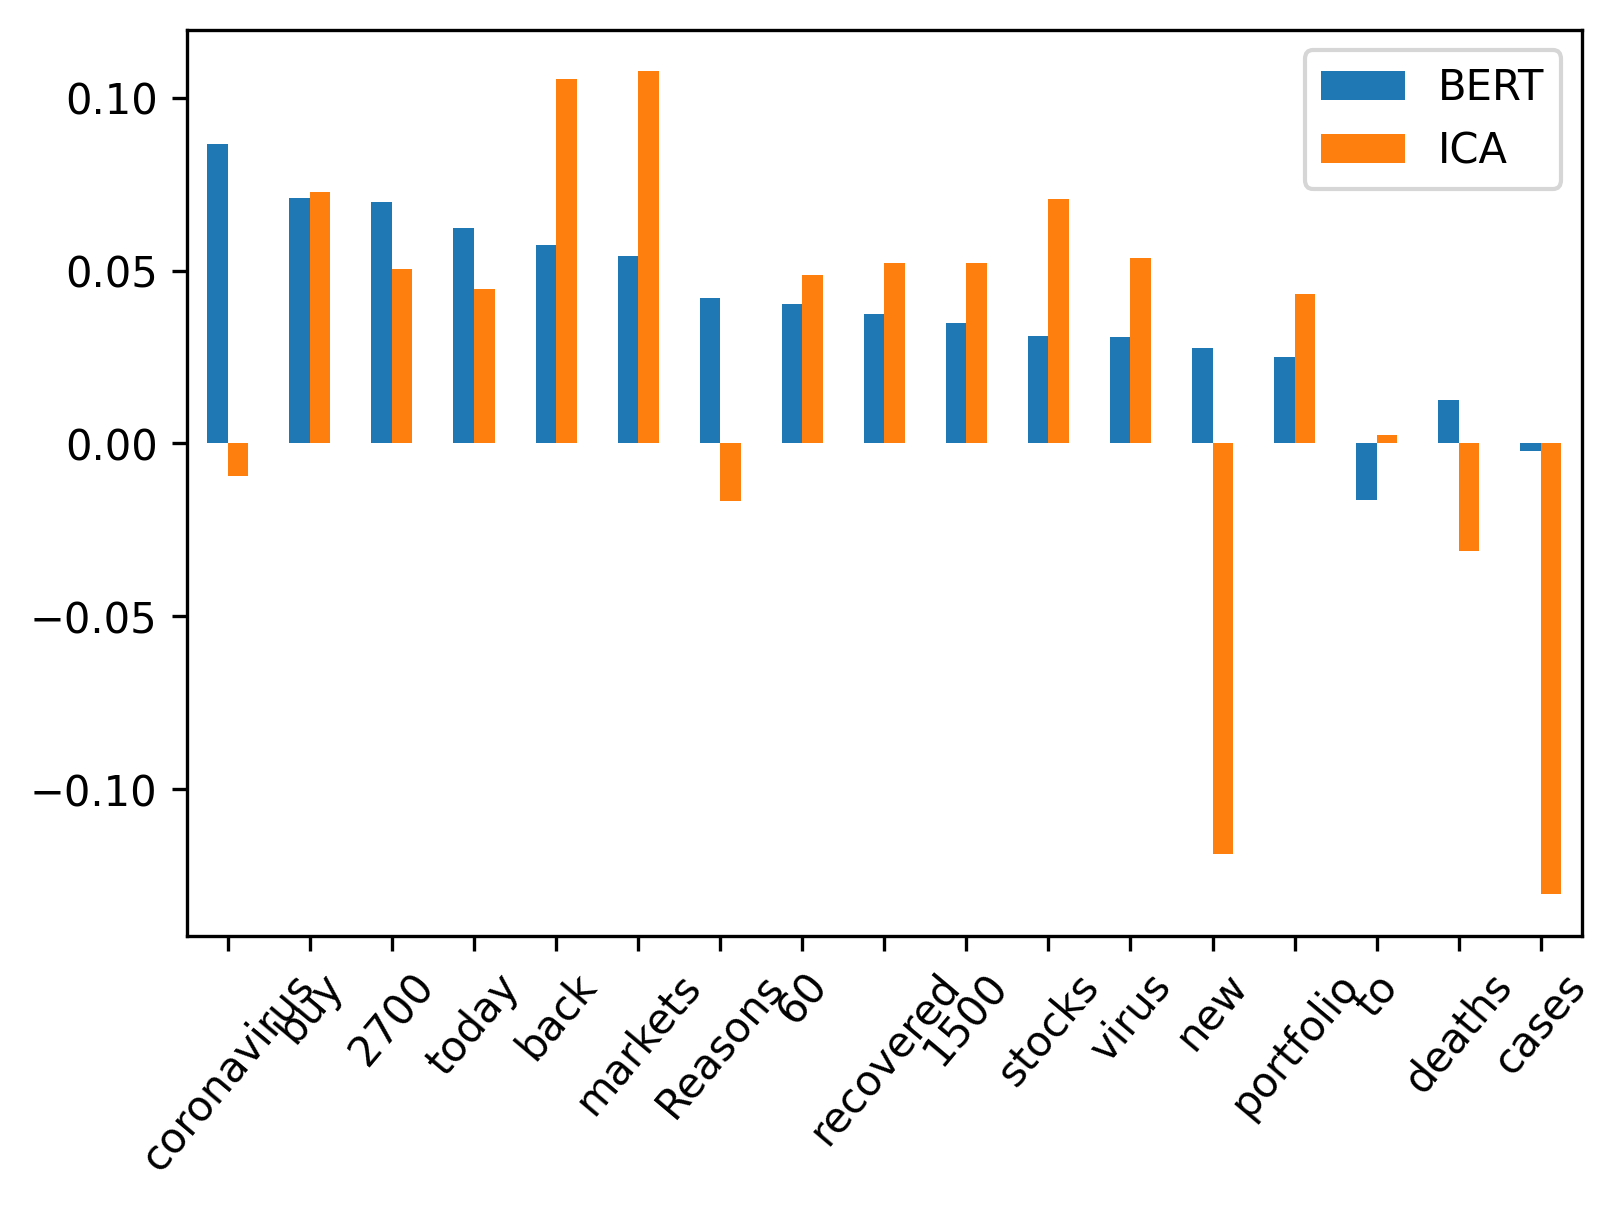 BERT
ICA
0.10
0.05
0.00
−0.05
−0.10
coronavirus
buy
2700
today
back
markets
Reasons
60
recovered
1500
stocks
virus
new
portfolio
to
deaths
cases